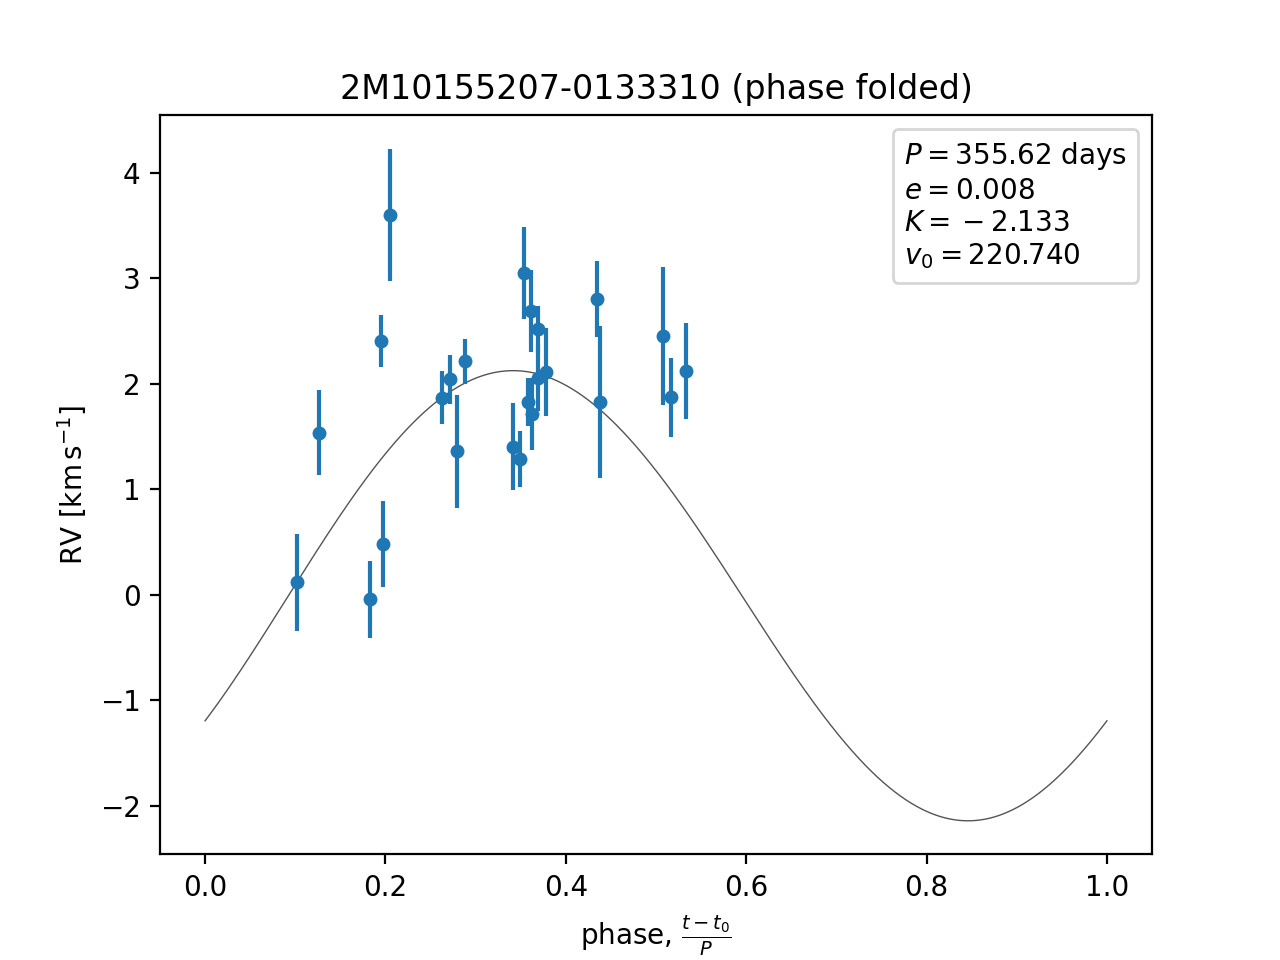 2M10155207-0133310 (phase folded)
P = 355.62 days
e = 0.008
K = −2.133
v₀ = 220.740
4
3
2
1
0
−1
−2
RV [km s⁻¹]
0.0 0.2 0.4 0.6 0.8 1.0
phase, (t − t₀)/P